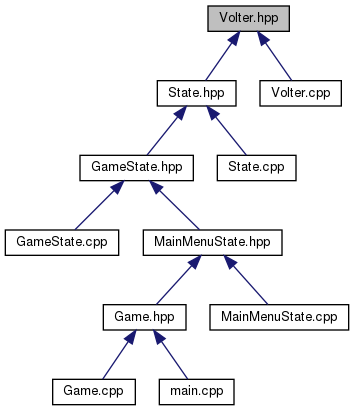 Volter.hpp
State.hpp
Volter.cpp
GameState.hpp
State.cpp
GameState.cpp
MainMenuState.hpp
Game.hpp
MainMenuState.cpp
Game.cpp
main.cpp